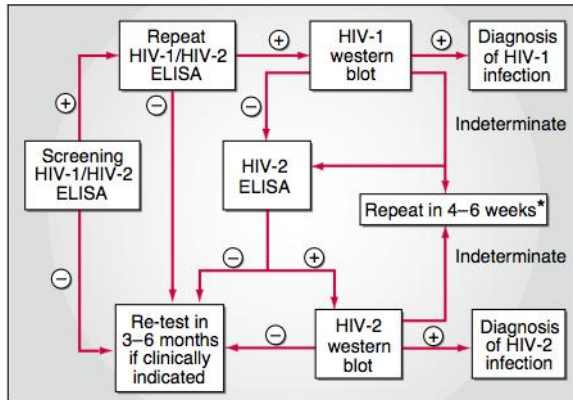 Repeat
HIV-1/HIV-2
ELISA
+
HIV-1
western
blot
+
Diagnosis
of HIV-1
infection
+
−
−
Indeterminate
Screening
HIV-1/HIV-2
ELISA
HIV-2
ELISA
Repeat in 4–6 weeks*
−
−
+
Indeterminate
Re-test in
3–6 months
if clinically
indicated
−
HIV-2
western
blot
+
Diagnosis
of HIV-2
infection